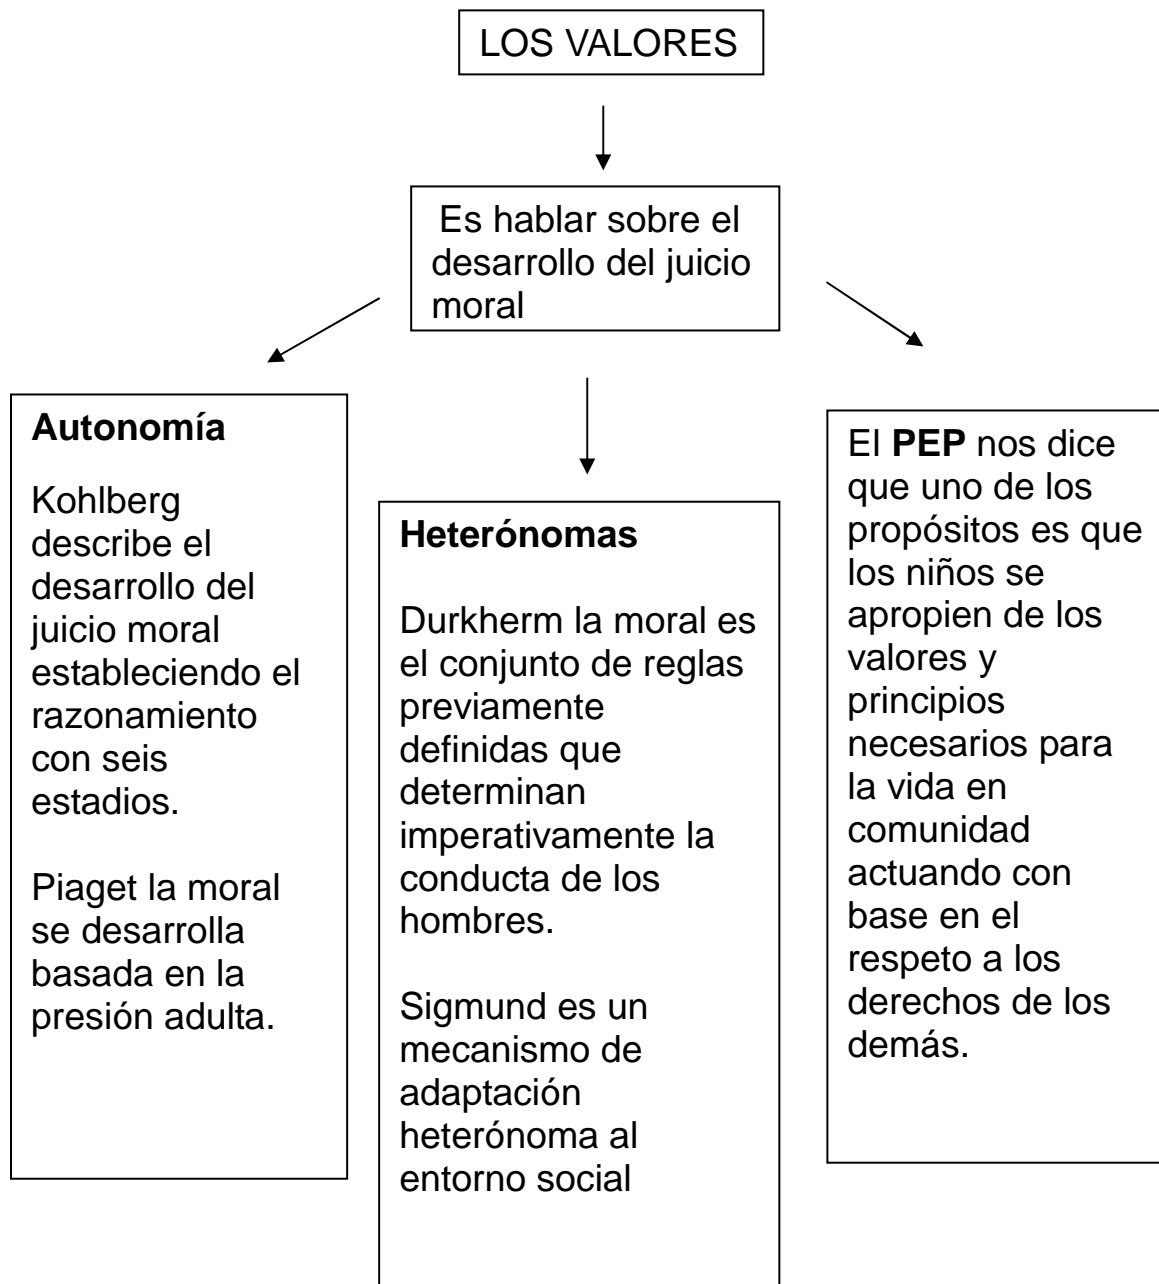 LOS VALORES
Es hablar sobre el
desarrollo del juicio
moral
Autonomía
Kohlberg
describe el
desarrollo del
juicio moral
estableciendo el
razonamiento
con seis
estadios.
Piaget la moral
se desarrolla
basada en la
presión adulta.
Heterónomas
Durkherm la moral es
el conjunto de reglas
previamente
definidas que
determinan
imperativamente la
conducta de los
hombres.
Sigmund es un
mecanismo de
adaptación
heterónoma al
entorno social
El PEP nos dice
que uno de los
propósitos es que
los niños se
apropien de los
valores y
principios
necesarios para
la vida en
comunidad
actuando con
base en el
respeto a los
derechos de los
demás.